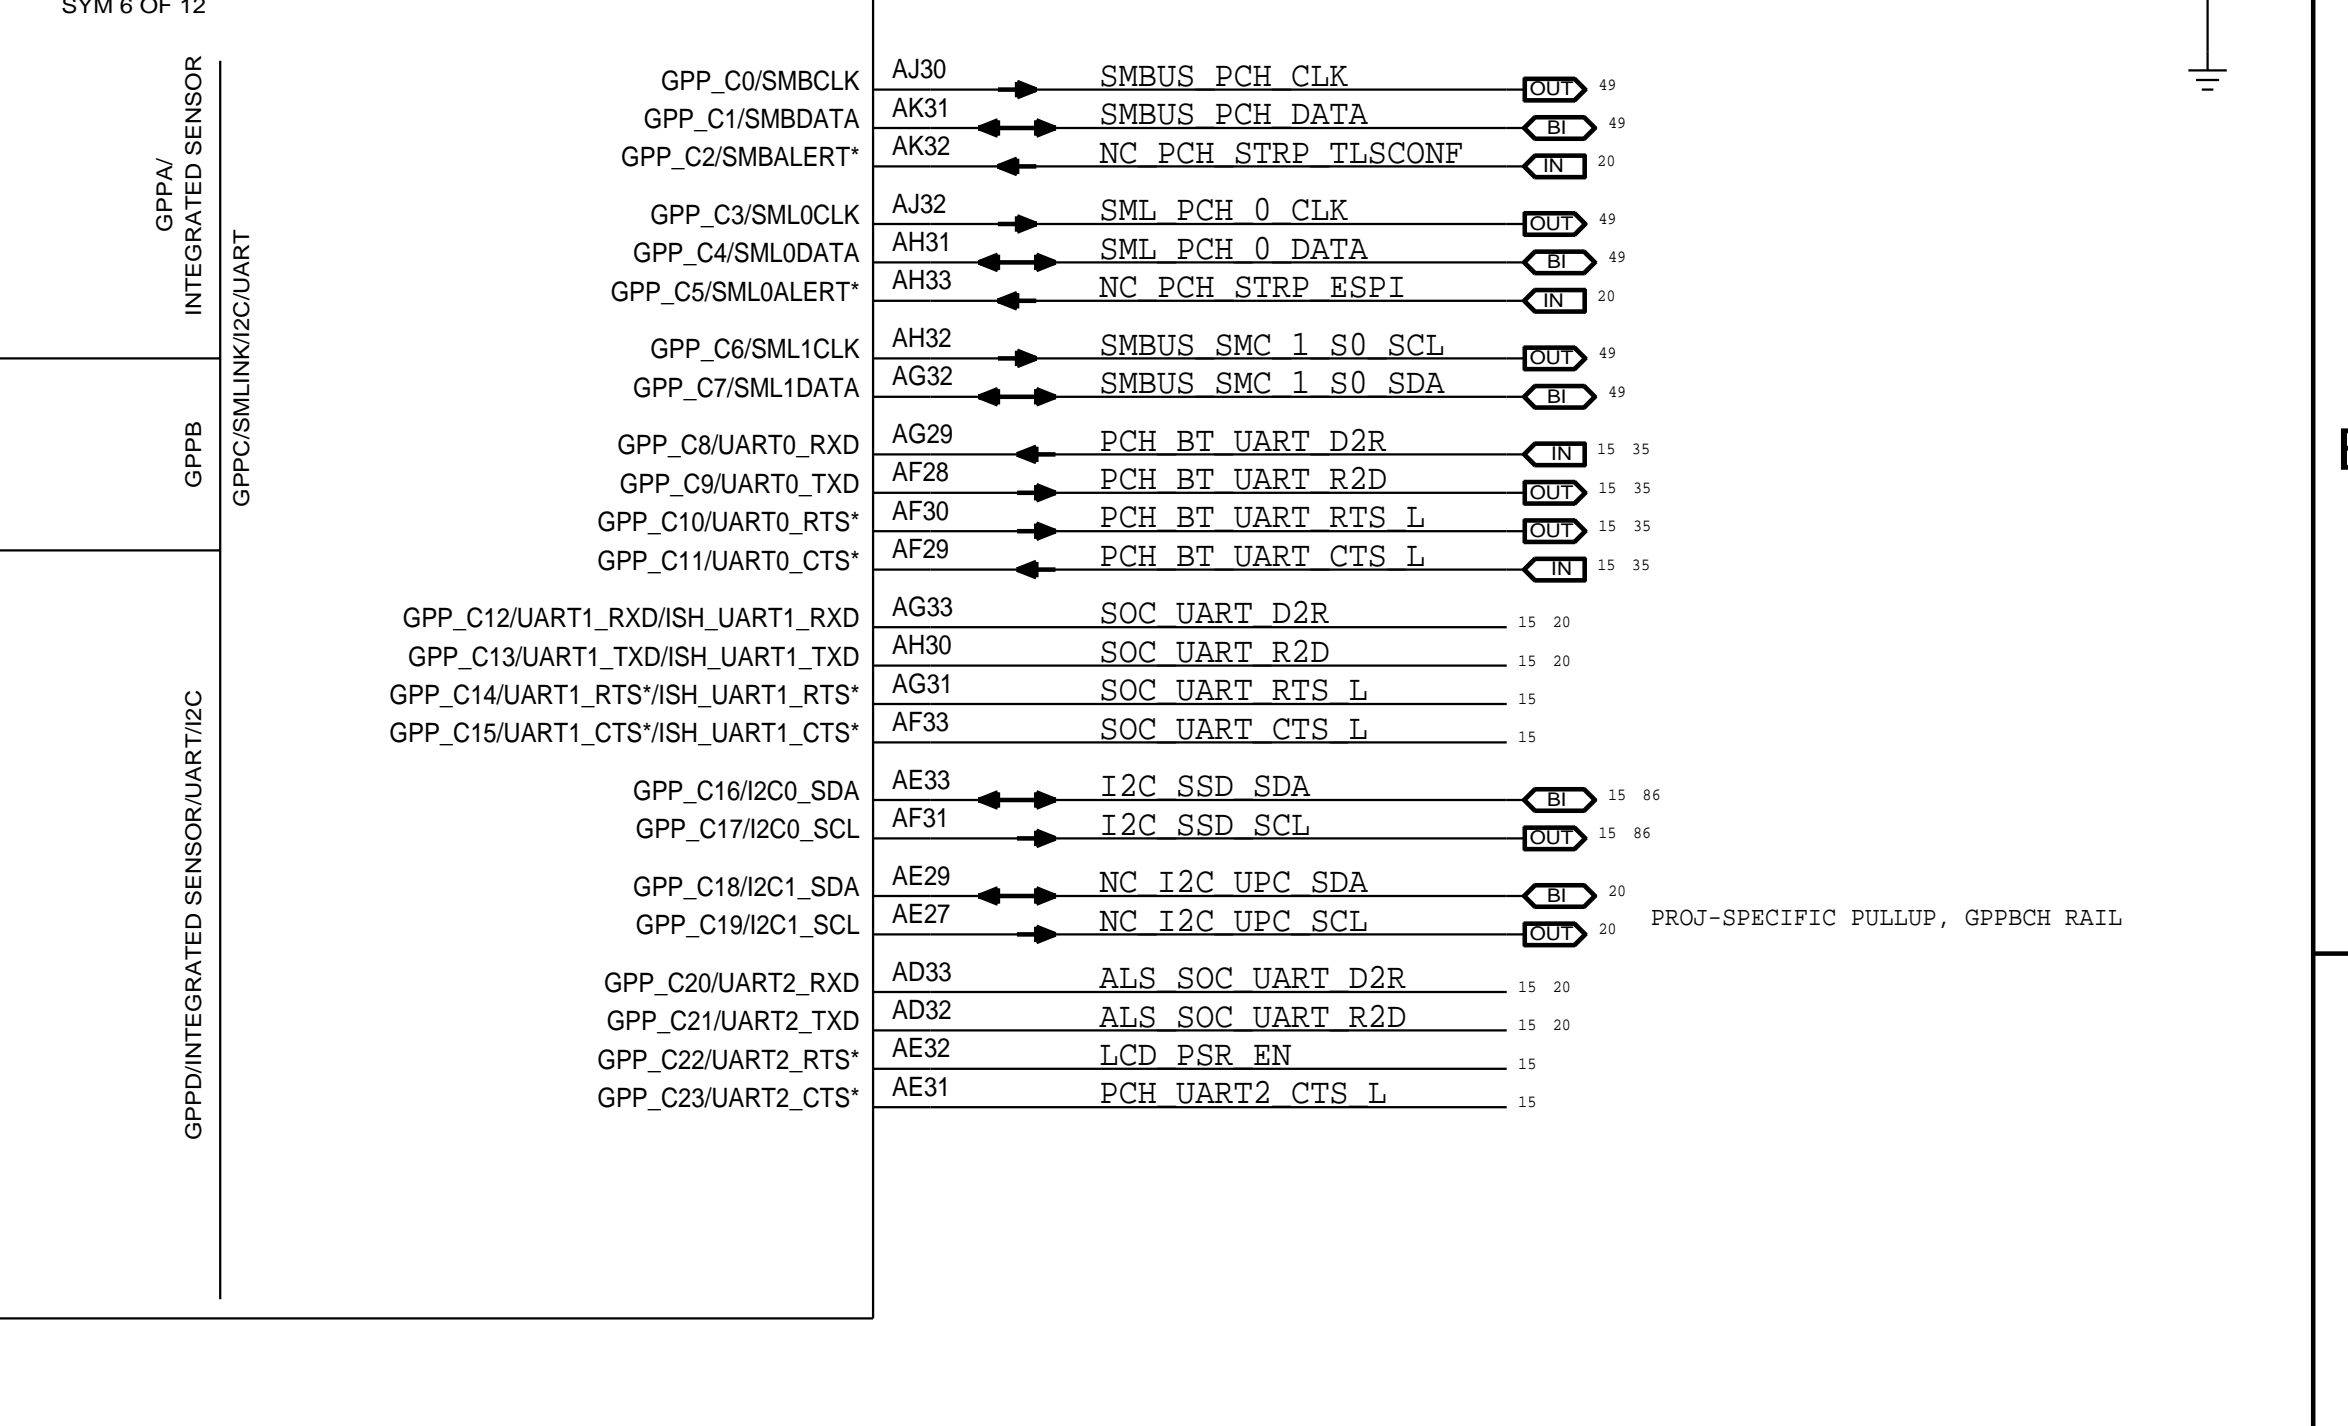 SYM 6 OF 12
GPPA/
INTEGRATED SENSOR
GPPB
GPPD/INTEGRATED SENSOR/UART/I2C
GPPC/SMLINK/I2C/UART
GPP_C0/SMBCLK AJ30 SMBUS_PCH_CLK OUT 49
GPP_C1/SMBDATA AK31 SMBUS_PCH_DATA BI 49
GPP_C2/SMBALERT* AK32 NC_PCH_STRP_TLSCONF IN 20
GPP_C3/SML0CLK AJ32 SML_PCH_0_CLK OUT 49
GPP_C4/SML0DATA AH31 SML_PCH_0_DATA BI 49
GPP_C5/SML0ALERT* AH33 NC_PCH_STRP_ESPI IN 20
GPP_C6/SML1CLK AH32 SMBUS_SMC_1_S0_SCL OUT 49
GPP_C7/SML1DATA AG32 SMBUS_SMC_1_S0_SDA BI 49
GPP_C8/UART0_RXD AG29 PCH_BT_UART_D2R IN 15 35
GPP_C9/UART0_TXD AF28 PCH_BT_UART_R2D OUT 15 35
GPP_C10/UART0_RTS* AF30 PCH_BT_UART_RTS_L OUT 15 35
GPP_C11/UART0_CTS* AF29 PCH_BT_UART_CTS_L IN 15 35
GPP_C12/UART1_RXD/ISH_UART1_RXD AG33 SOC_UART_D2R 15 20
GPP_C13/UART1_TXD/ISH_UART1_TXD AH30 SOC_UART_R2D 15 20
GPP_C14/UART1_RTS*/ISH_UART1_RTS* AG31 SOC_UART_RTS_L 15
GPP_C15/UART1_CTS*/ISH_UART1_CTS* AF33 SOC_UART_CTS_L 15
GPP_C16/I2C0_SDA AE33 I2C_SSD_SDA BI 15 86
GPP_C17/I2C0_SCL AF31 I2C_SSD_SCL OUT 15 86
GPP_C18/I2C1_SDA AE29 NC_I2C_UPC_SDA BI 20
GPP_C19/I2C1_SCL AE27 NC_I2C_UPC_SCL OUT 20 PROJ-SPECIFIC PULLUP, GPPBCH RAIL
GPP_C20/UART2_RXD AD33 ALS_SOC_UART_D2R 15 20
GPP_C21/UART2_TXD AD32 ALS_SOC_UART_R2D 15 20
GPP_C22/UART2_RTS* AE32 LCD_PSR_EN 15
GPP_C23/UART2_CTS* AE31 PCH_UART2_CTS_L 15